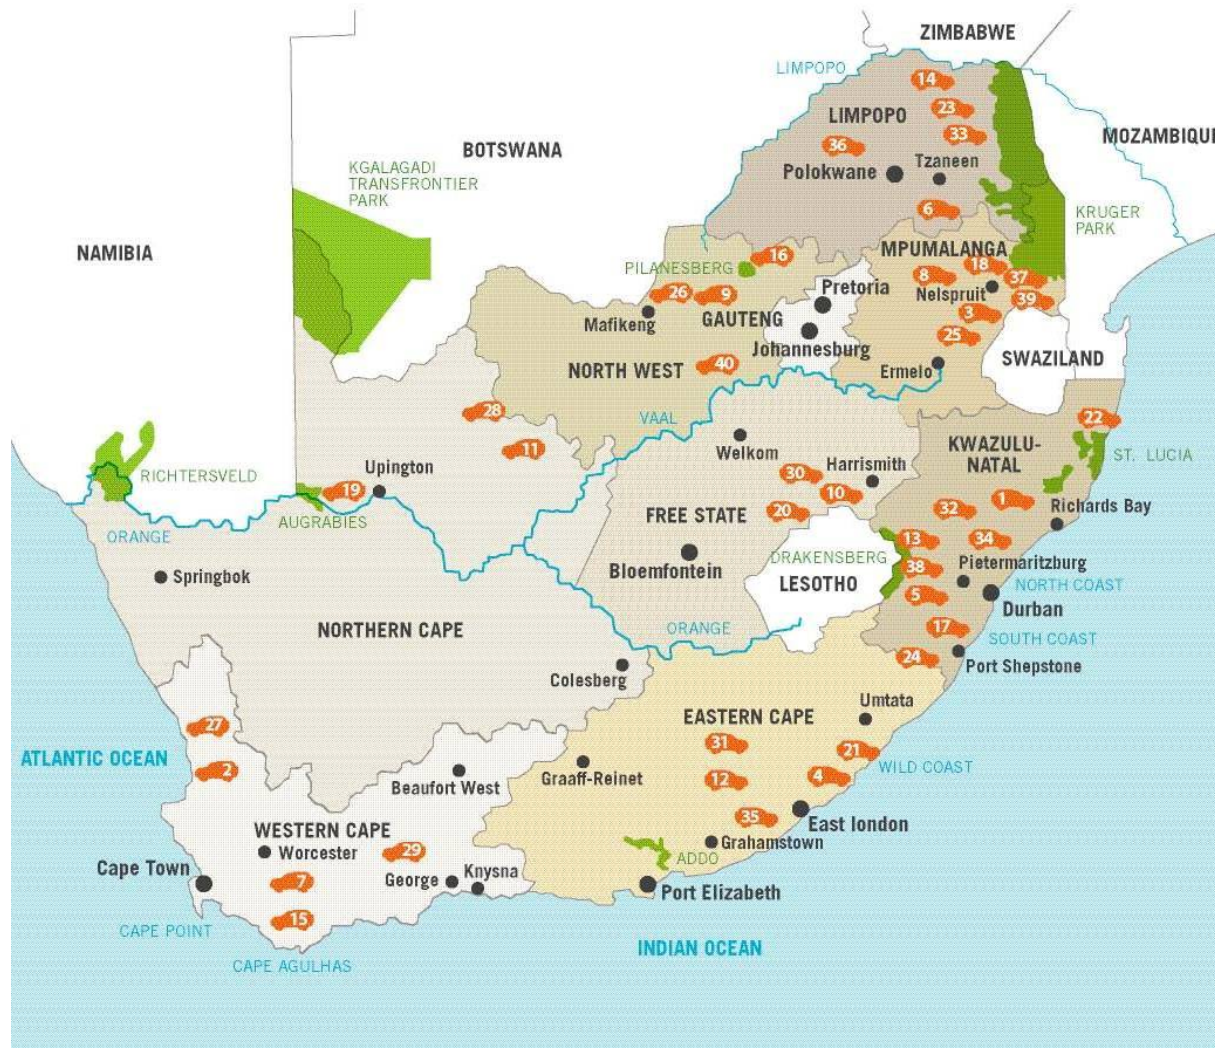 ZIMBABWE
LIMPOPO
14
23
LIMPOPO
33
MOZAMBIQU
36
BOTSWANA
Tzaneen
Polokwane
KGALAGADI
TRANSFRONTIER
PARK
6
KRUGER
PARK
NAMIBIA
MPUMALANGA
16
PILANESBERG
18
8
37
Pretoria
Nelspruit
26
9
39
Mafikeng
GAUTENG
3
25
Johannesburg
SWAZILAND
NORTH WEST
40
Ermelo
28
VAAL
22
KWAZULU-
NATAL
11
Welkom
ST. LUCIA
Upington
RICHTERSVELD
30
Harrismith
19
10
1
Richards Bay
AUGRABIES
20
32
FREE STATE
ORANGE
13
34
DRAKENSBERG
Pietermaritzburg
Bloemfontein
38
LESOTHO
NORTH COAST
Springbok
5
Durban
NORTHERN CAPE
ORANGE
17
SOUTH COAST
24
Port Shepstone
Colesberg
Umtata
EASTERN CAPE
27
31
21
ATLANTIC OCEAN
2
WILD COAST
Graaff-Reinet
12
4
Beaufort West
35
East london
WESTERN CAPE
Grahamstown
Worcester
29
ADDO
Cape Town
Knysna
7
George
Port Elizabeth
15
CAPE POINT
INDIAN OCEAN
CAPE AGULHAS